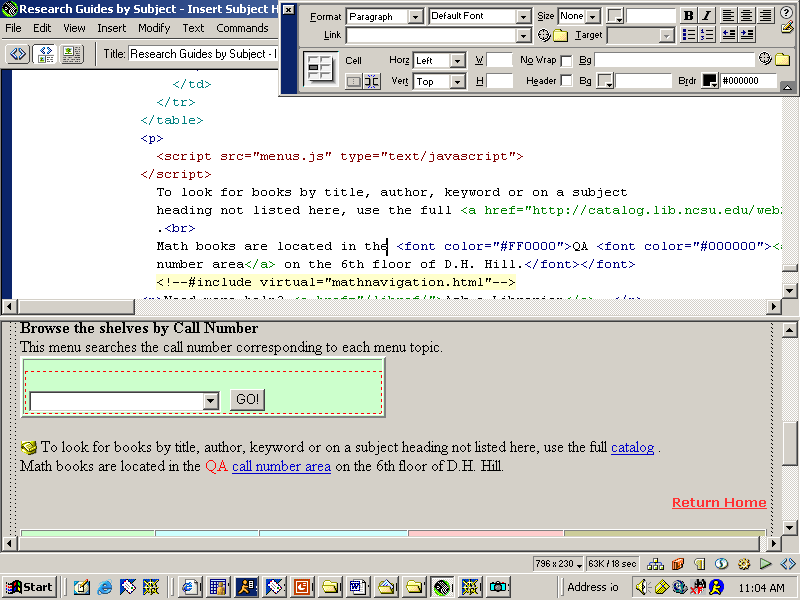 Research Guides by Subject - Insert Subject H
File Edit View Insert Modify Text Commands
Title: Research Guides by Subject - I
Format Paragraph Default Font Size None B I
Link Target
Cell Horz Left W No Wrap Bg
Vert Top H Header Bg Brdr #000000
</td>
</tr>
</table>
<p>
<script src="menus.js" type="text/javascript">
</script>
To look for books by title, author, keyword or on a subject
heading not listed here, use the full <a href="http://catalog.lib.ncsu.edu/web
.<br>
Math books are located in the <font color="#FF0000">QA <font color="#000000"><
number area</a> on the 6th floor of D.H. Hill.</font></font>
<!--#include virtual="mathnavigation.html"-->
Browse the shelves by Call Number
This menu searches the call number corresponding to each menu topic.
GO!
To look for books by title, author, keyword or on a subject heading not listed here, use the full catalog .
Math books are located in the QA call number area on the 6th floor of D.H. Hill.
Return Home
796 x 230 63K / 18 sec
Start Address io 11:04 AM